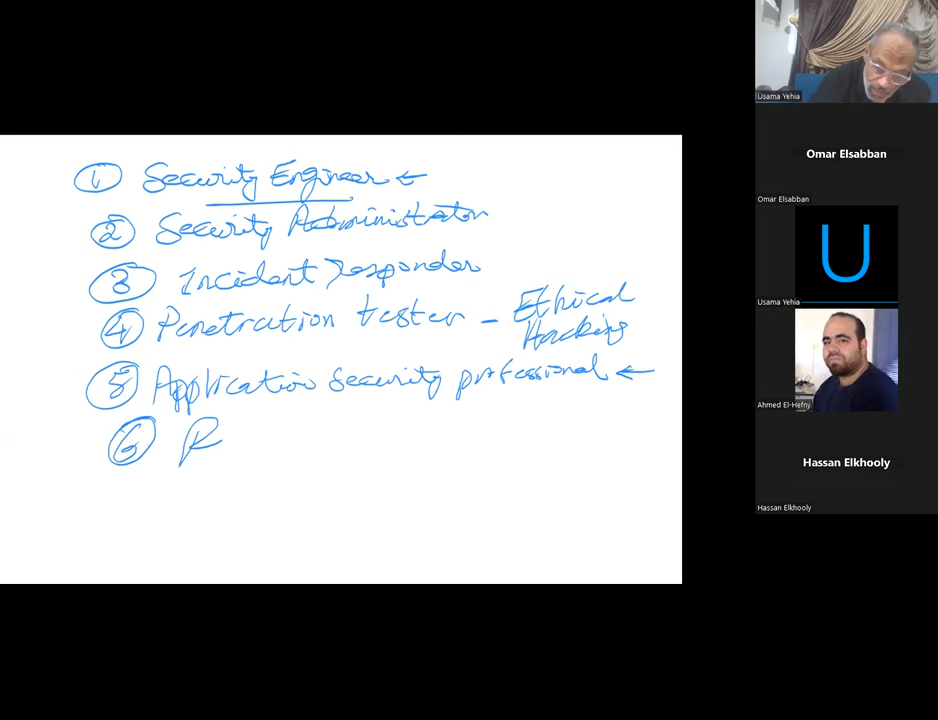 ① Security Engineer ←
② Security Administrator
③ Incident responder
④ Penetration tester - Ethical
Hacking
⑤ Application Security professional ←
⑥ R
Usama Yehia
Omar Elsabban
Omar Elsabban
U
Usama Yehia
Ahmed El-Hefny
Hassan Elkhooly
Hassan Elkhooly